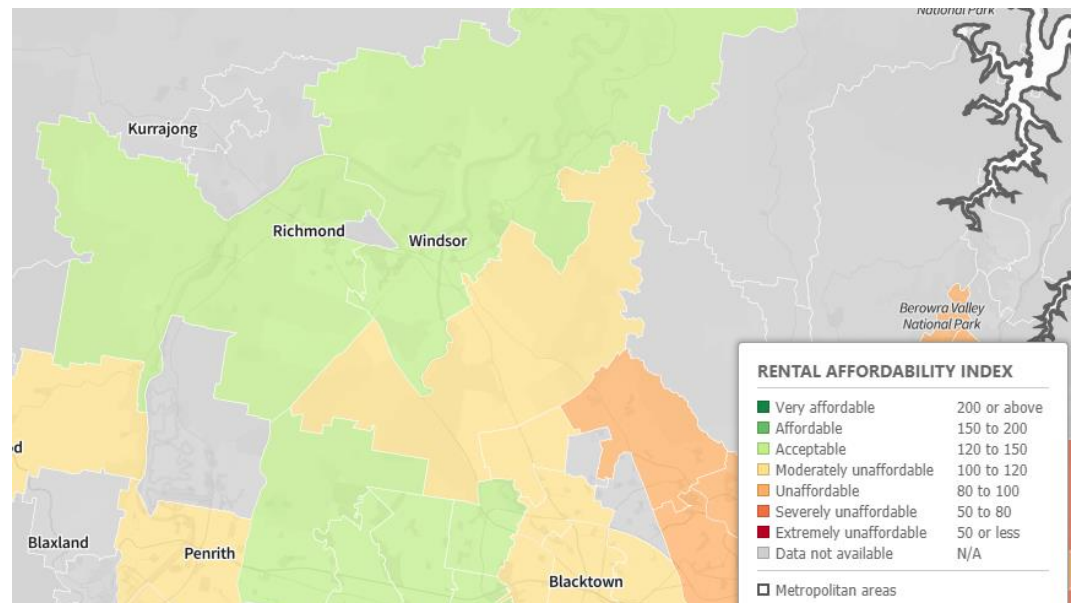 National Park
Kurrajong
Richmond
Windsor
Berowra Valley
National Park
od
Blaxland
Penrith
Blacktown
RENTAL AFFORDABILITY INDEX
Very affordable 200 or above
Affordable 150 to 200
Acceptable 120 to 150
Moderately unaffordable 100 to 120
Unaffordable 80 to 100
Severely unaffordable 50 to 80
Extremely unaffordable 50 or less
Data not available N/A
Metropolitan areas